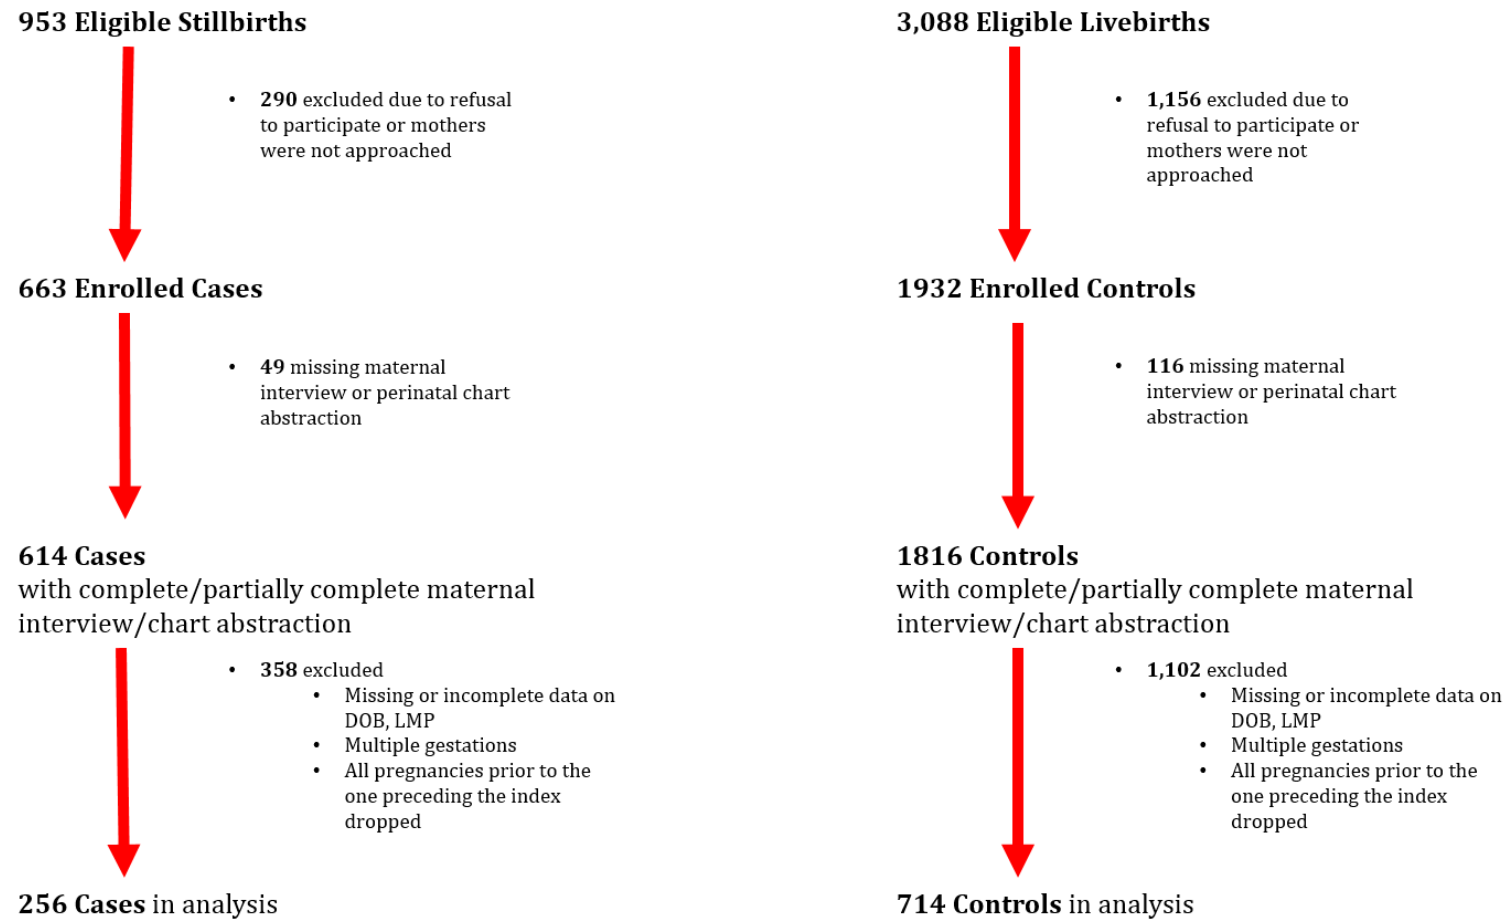 953 Eligible Stillbirths
• 290 excluded due to refusal
to participate or mothers
were not approached
663 Enrolled Cases
• 49 missing maternal
interview or perinatal chart
abstraction
614 Cases
with complete/partially complete maternal
interview/chart abstraction
• 358 excluded
• Missing or incomplete data on
DOB, LMP
• Multiple gestations
• All pregnancies prior to the
one preceding the index
dropped
256 Cases in analysis
3,088 Eligible Livebirths
• 1,156 excluded due to
refusal to participate or
mothers were not
approached
1932 Enrolled Controls
• 116 missing maternal
interview or perinatal chart
abstraction
1816 Controls
with complete/partially complete maternal
interview/chart abstraction
• 1,102 excluded
• Missing or incomplete data on
DOB, LMP
• Multiple gestations
• All pregnancies prior to the
one preceding the index
dropped
714 Controls in analysis